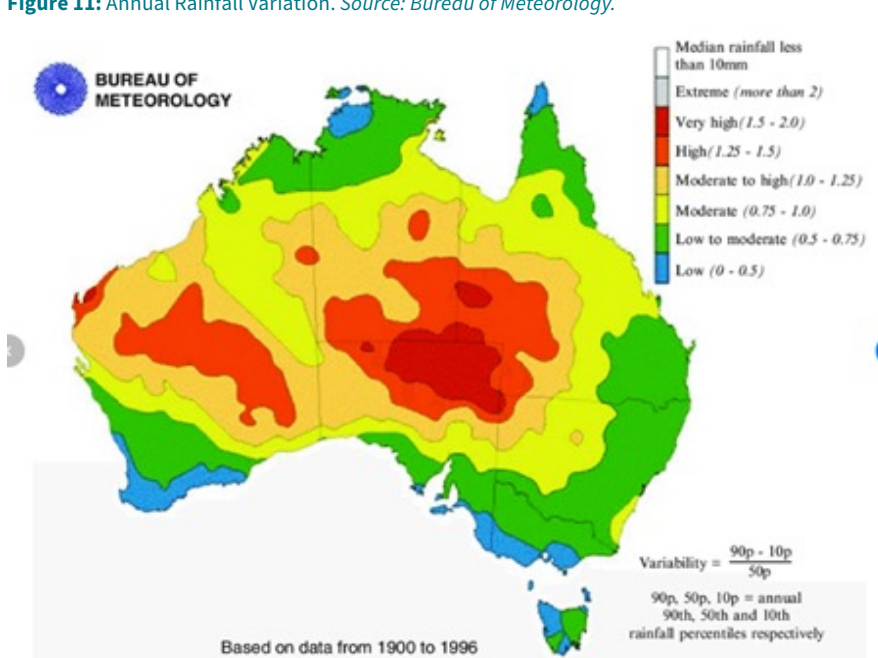 Figure 11: Annual Rainfall Variation. Source: Bureau of Meteorology.
BUREAU OF
METEOROLOGY
Median rainfall less
than 10mm
Extreme (more than 2)
Very high(1.5 - 2.0)
High(1.25 - 1.5)
Moderate to high(1.0 - 1.25)
Moderate (0.75 - 1.0)
Low to moderate (0.5 - 0.75)
Low (0 - 0.5)
Variability = 90p - 10p
50p
90p, 50p, 10p = annual
90th, 50th and 10th
rainfall percentiles respectively
Based on data from 1900 to 1996